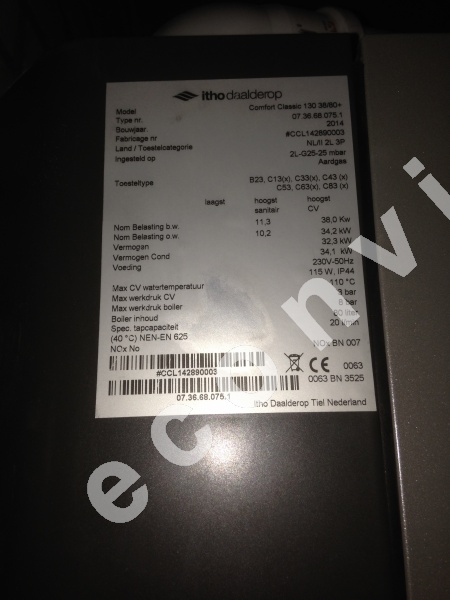 itho daalderop
Model Comfort Classic 130 38/60+
Type nr. 07.36.68.075.1
Bouwjaar. 2014
Fabricage nr #CCL142890003
Land / Toestelcategorie NL/II 2L 3P
Ingesteld op 2L-G25-25 mbar
Aardgas
Toesteltype B23, C13(x), C33(x), C43 (x)
C53, C63(x), C83 (x)
laagst hoogst hoogst
sanitair CV
Nom Belasting b.w. 11,3 38,0 Kw
Nom Belasting o.w. 10,2 34,2 kW
Vermogan 32,3 kW
Vermogen Cond 34,1 kW
Voeding 230V-50Hz
115 W, IP44
Max CV watertemperatuur 110 °C
Max werkdruk CV 3 bar
Max werkdruk boiler 8 bar
Boiler inhoud 60 liter
Spec. tapcapaciteit 20 l/min
(40 °C) NEN-EN 625
NOx No NOx BN 007
#CCL142890003
CE 0063
07.36.68.075.1
0063 BN 3525
Itho Daalderop Tiel Nederland
econvi